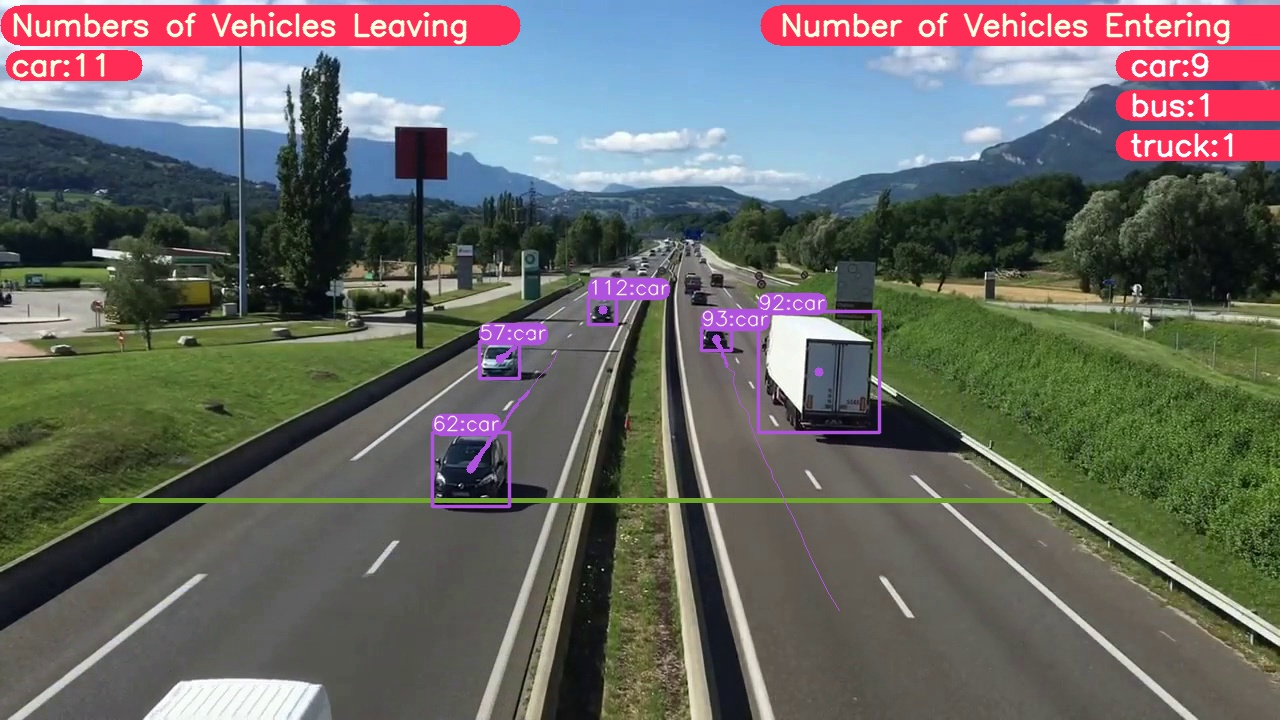 Numbers of Vehicles Leaving
Number of Vehicles Entering
car:11
car:9
bus:1
truck:1
112:car
92:car
93:car
57:car
62:car